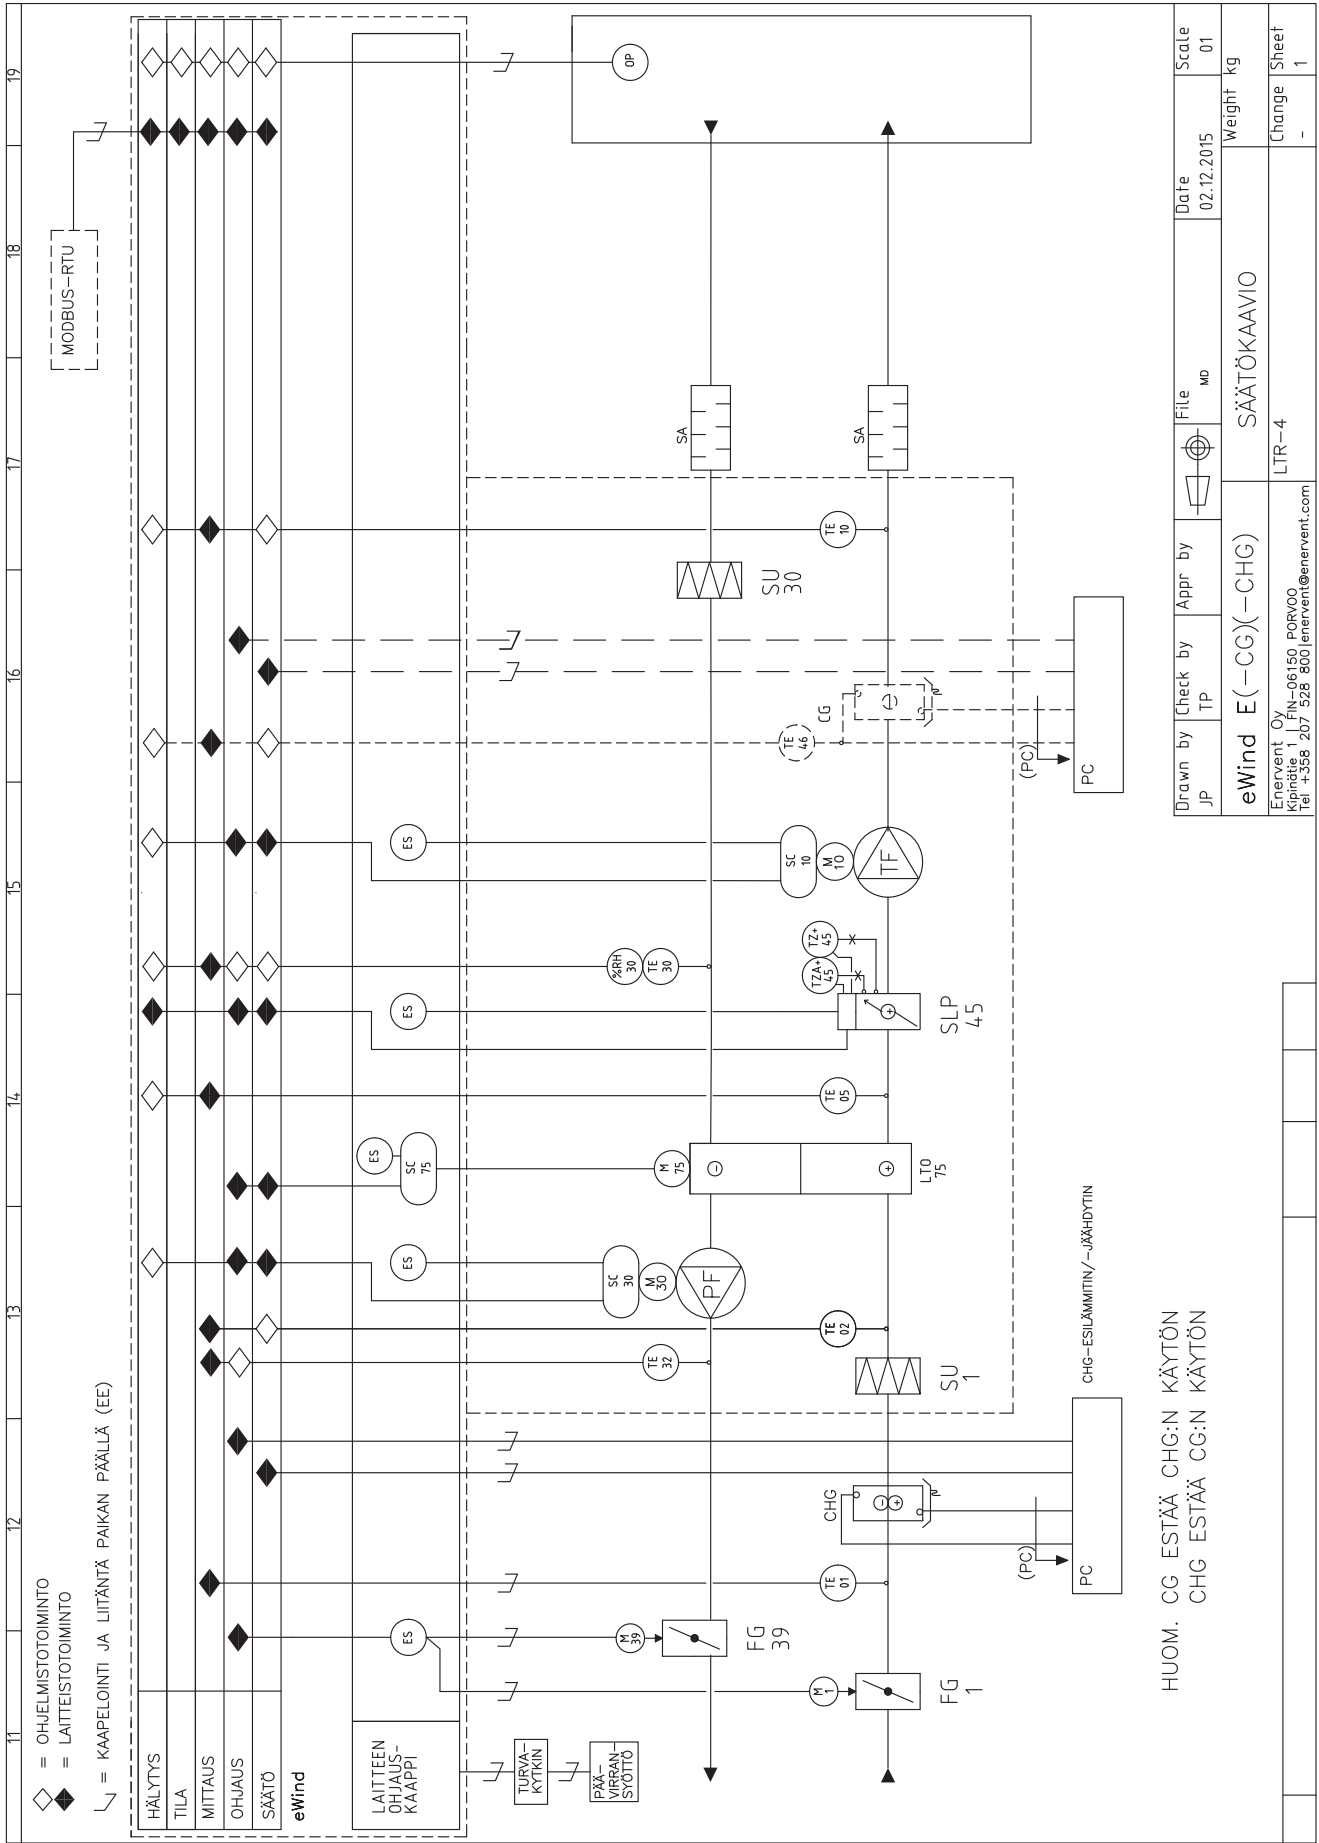 11
12
13
14
15
16
17
18
19
= OHJELMISTOTOIMINTO
= LAITTEISTOTOIMINTO
= KAAPELOINTI JA LIITÄNTÄ PAIKAN PÄÄLLÄ (EE)
MODBUS-RTU
HÄLYTYS
TILA
MITTAUS
OHJAUS
SÄÄTÖ
eWind
LAITTEEN
OHJAUS-
KAAPPI
ES
ES
ES
SC
75
ES
ES
TURVA-
KYTKIN
PÄÄ-
VIRRAN-
SYÖTTÖ
M
39
FG
39
TE
32
SC
30
M
30
PF
M
75
%RH
30
TE
30
SU
30
SA
OP
M
1
FG
1
TE
01
CHG
SU
1
TE
02
LTO
75
TE
05
TZA+
45
TZ+
45
SLP
45
SC
10
M
10
TF
TE
46
CG
TE
10
SA
(PC)
PC
CHG-ESILÄMMITIN/-JÄÄHDYTIN
(PC)
PC
HUOM. CG ESTÄÄ CHG:N KÄYTÖN
CHG ESTÄÄ CG:N KÄYTÖN
Drawn by
JP
Check by
TP
Appr by
File
MD
Date
02.12.2015
Scale
01
eWind E(-CG)(-CHG)
SÄÄTÖKAAVIO
Weight kg
Enervent Oy
Kipinätie 1 | FIN-06150 PORVOO
Tel +358 207 528 800|enervent@enervent.com
LTR-4
Change
-
Sheet
1